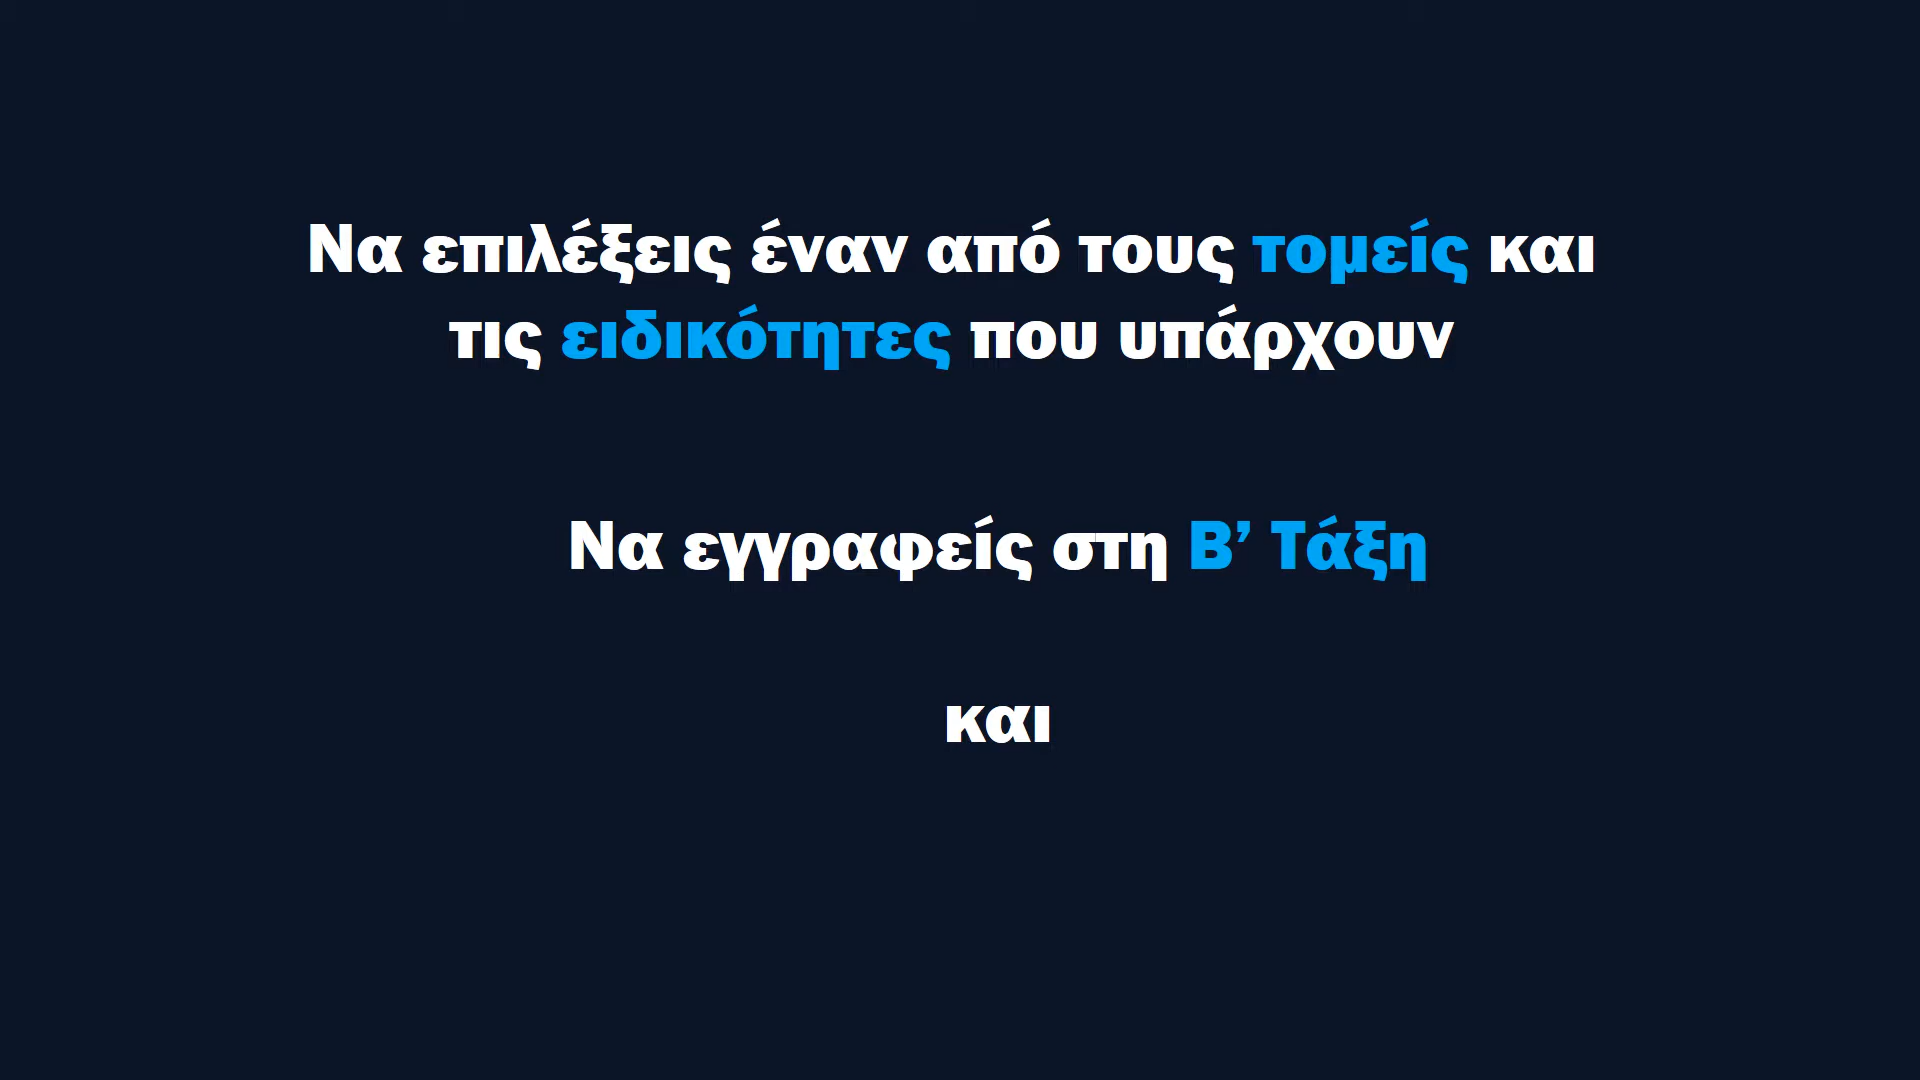 Να επιλέξεις έναν από τους τομείς και
τις ειδικότητες που υπάρχουν
Να εγγραφείς στη Β’ Τάξη
και